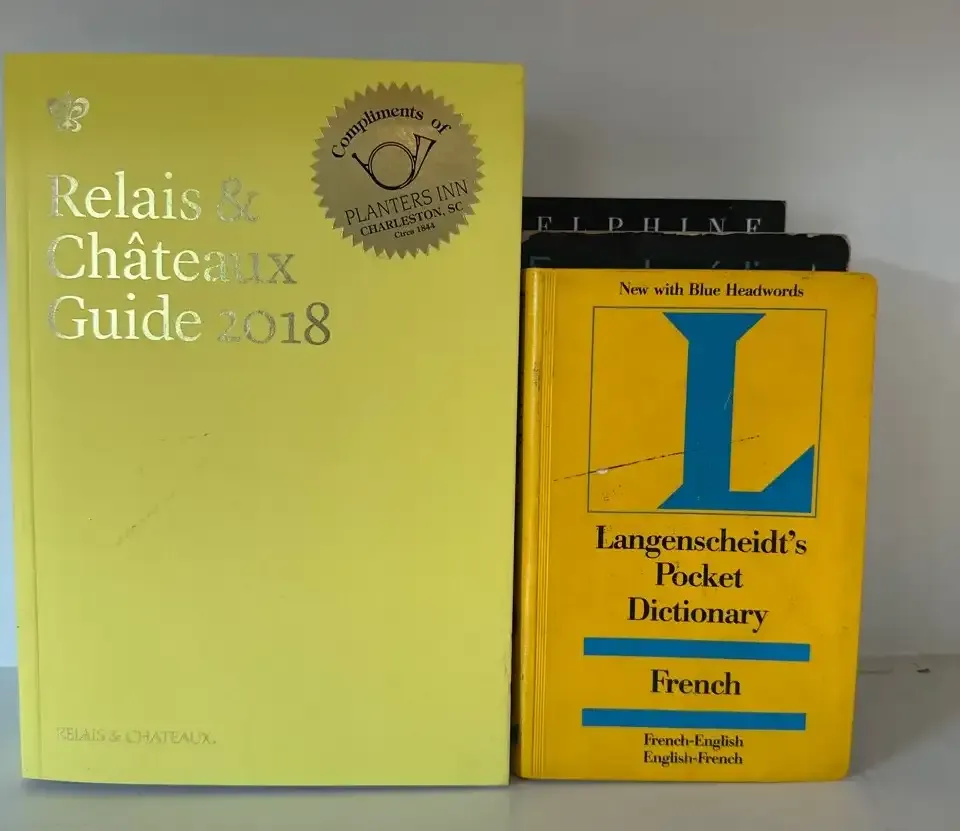 Relais &
Châteaux
Guide 2018
Compliments of
PLANTERS INN
CHARLESTON, SC
Circa 1844
RELAIS & CHATEAUX.
ELPHINE
New with Blue Headwords
L
Langenscheidt's
Pocket
Dictionary
French
French-English
English-French